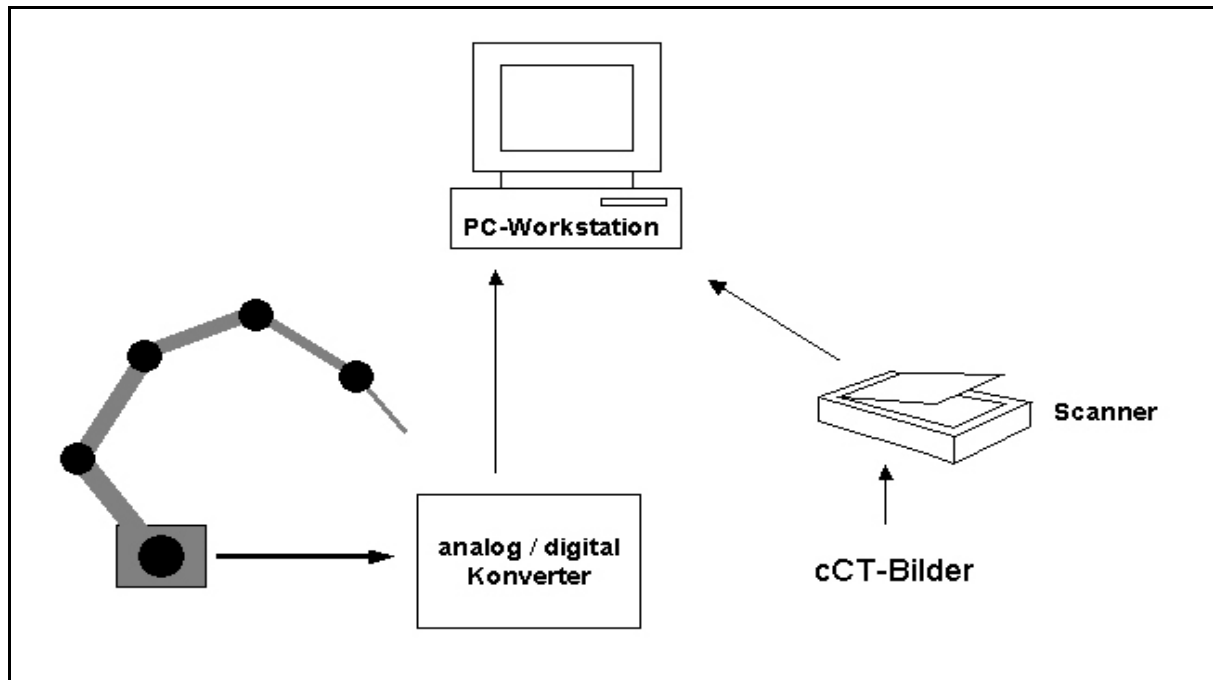 PC-Workstation
Scanner
analog / digital
Konverter
cCT-Bilder